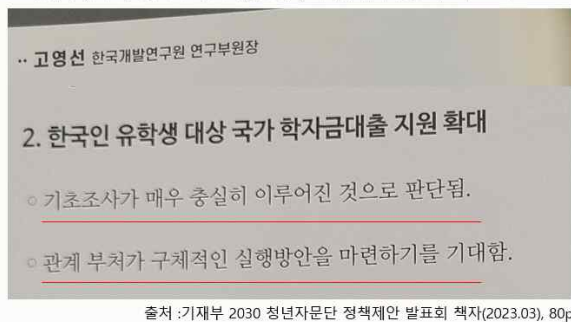 ·· 고영선 한국개발연구원 연구부원장
2. 한국인 유학생 대상 국가 학자금대출 지원 확대
○ 기초조사가 매우 충실히 이루어진 것으로 판단됨.
○ 관계 부처가 구체적인 실행방안을 마련하기를 기대함.
출처 :기재부 2030 청년자문단 정책제안 발표회 책자(2023.03), 80p